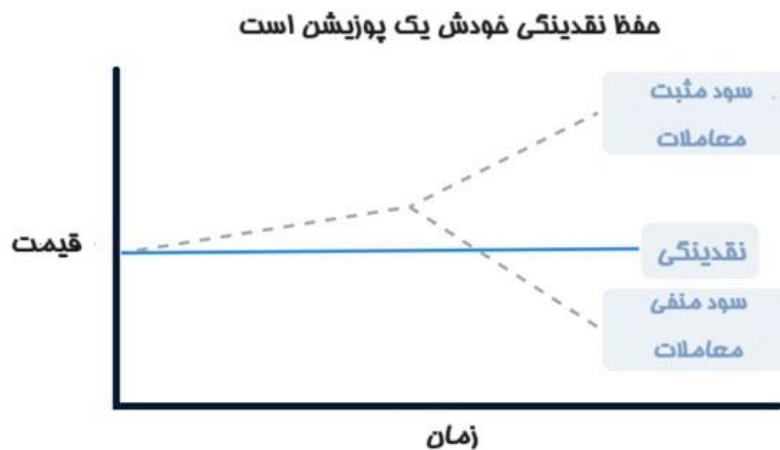 حفظ نقدینگی خودش یک پوزیشن است
سود مثبت
معاملات
قیمت
نقدینگی
سود منفی
معاملات
زمان